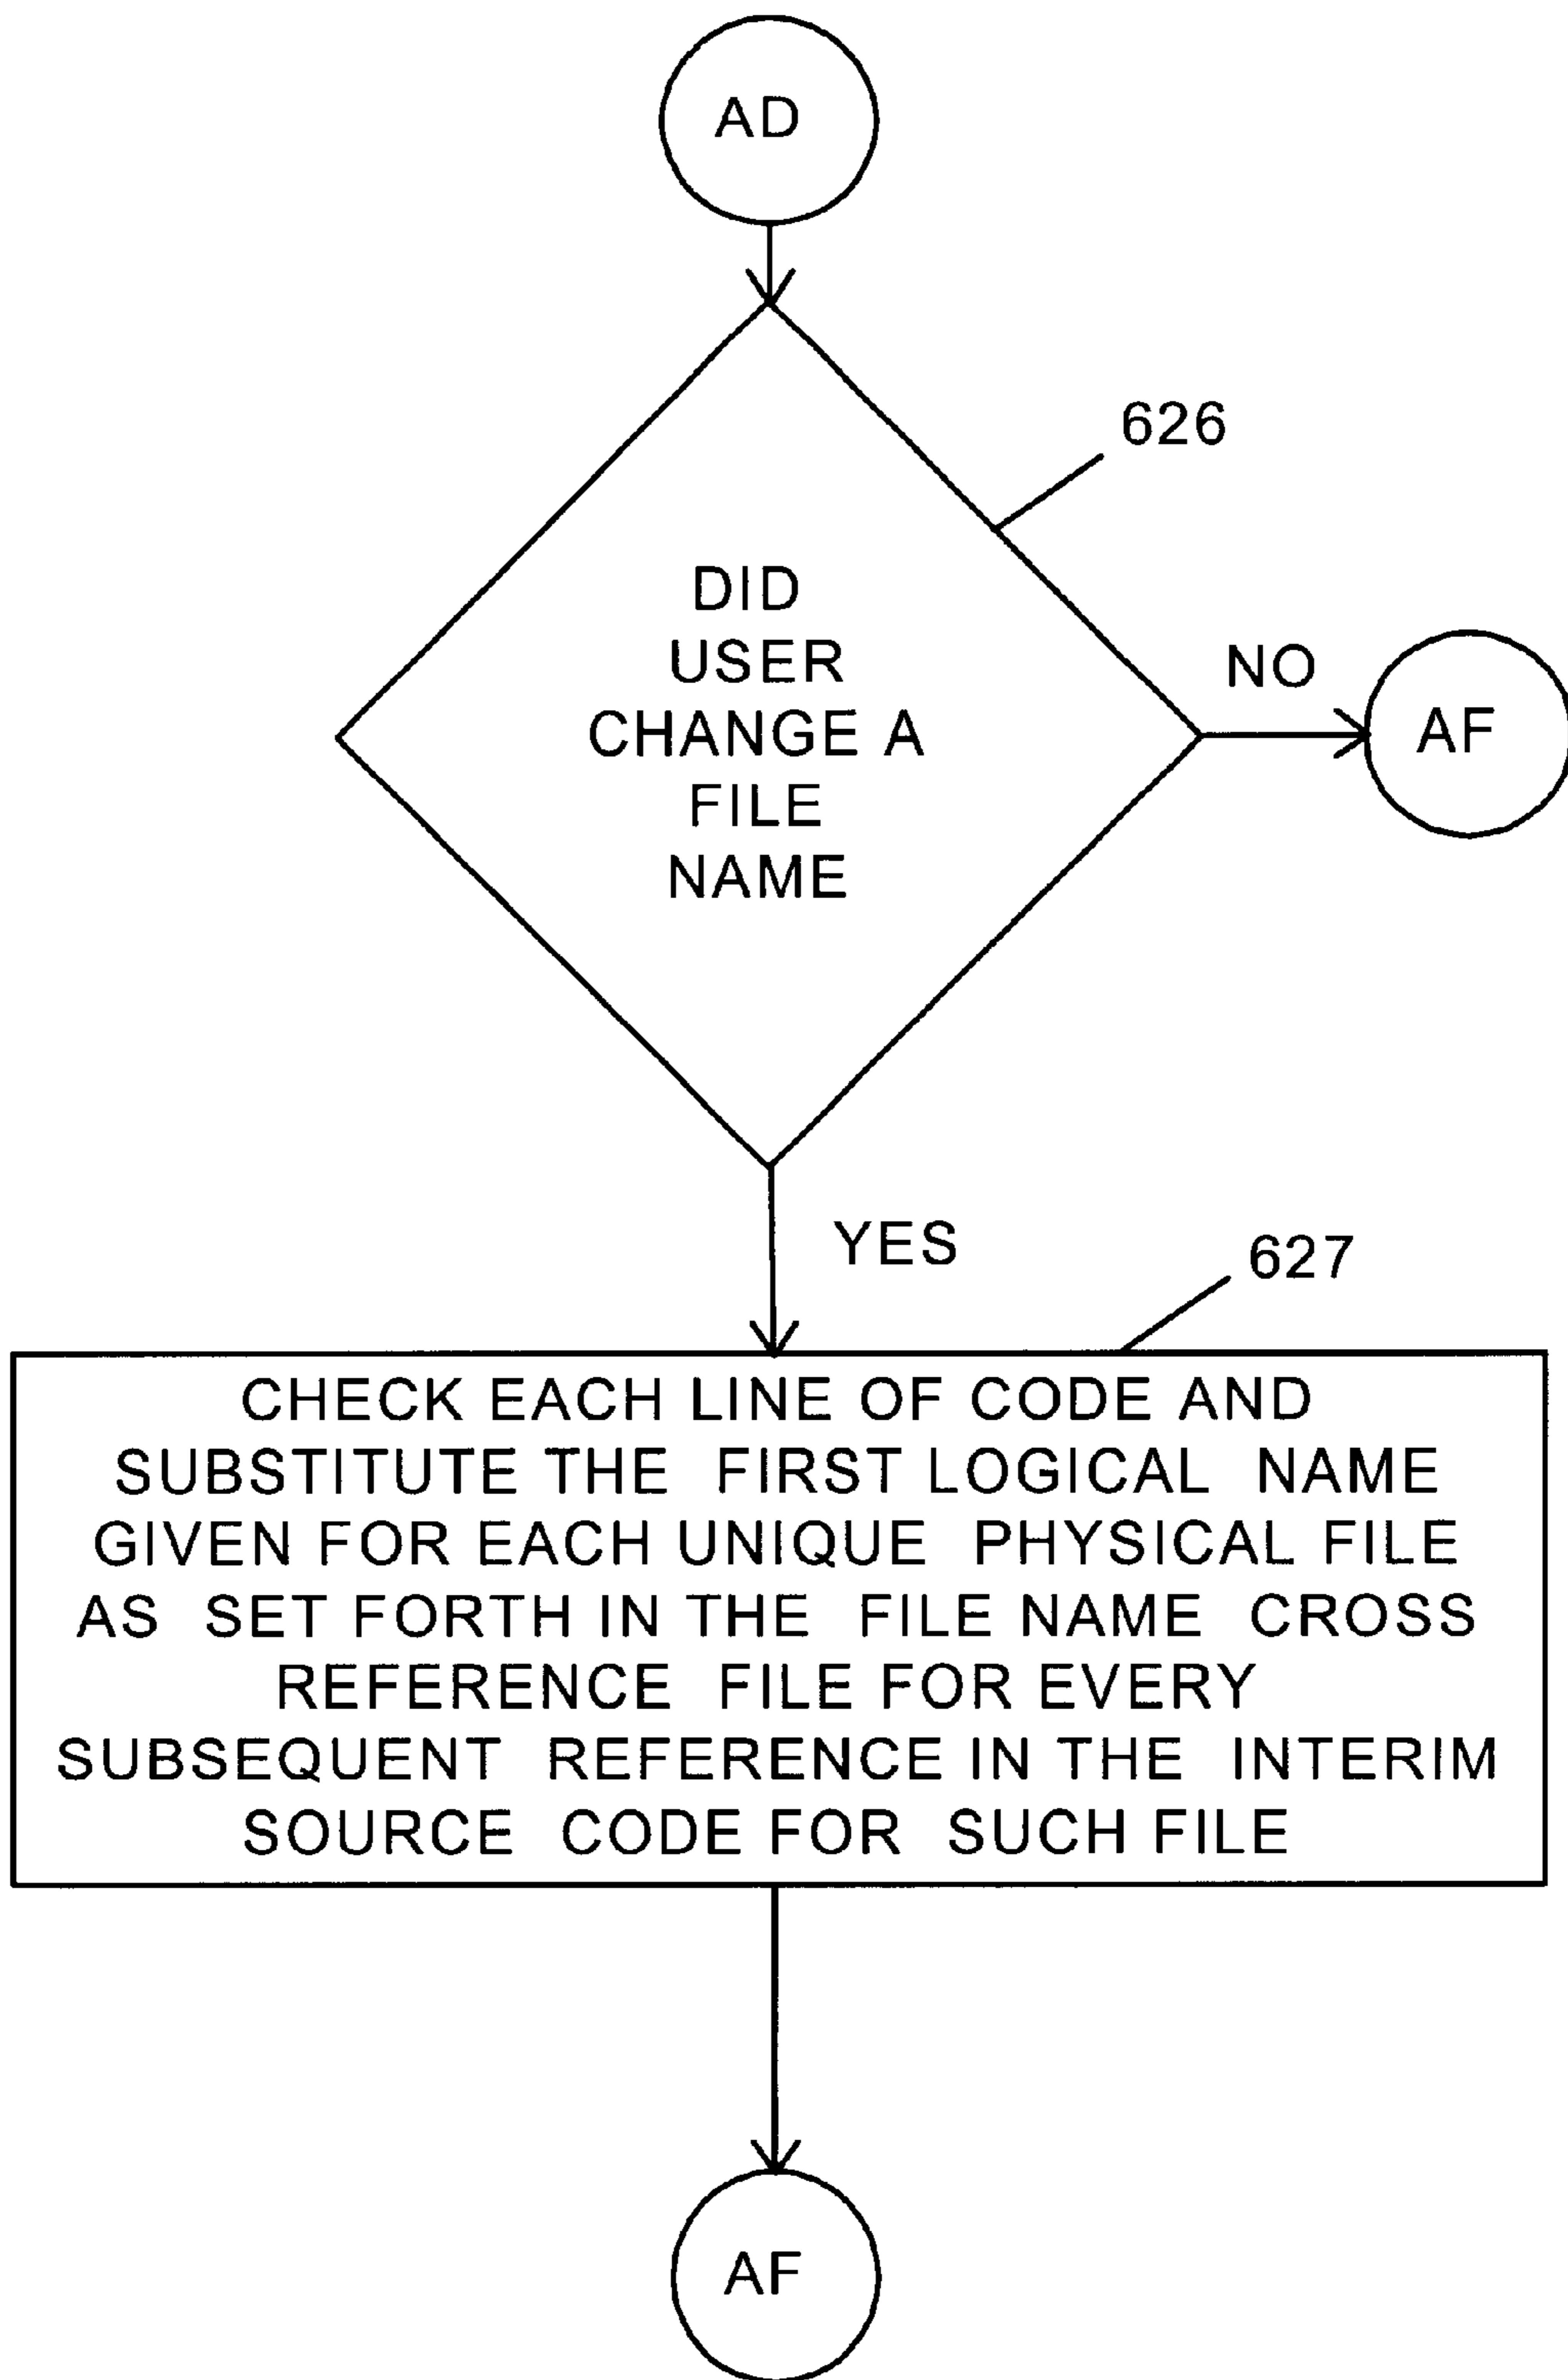 AD
626
DID
USER
CHANGE A
FILE
NAME
NO
AF
YES
627
CHECK EACH LINE OF CODE AND
SUBSTITUTE THE FIRST LOGICAL NAME
GIVEN FOR EACH UNIQUE PHYSICAL FILE
AS SET FORTH IN THE FILE NAME CROSS
REFERENCE FILE FOR EVERY
SUBSEQUENT REFERENCE IN THE INTERIM
SOURCE CODE FOR SUCH FILE
AF